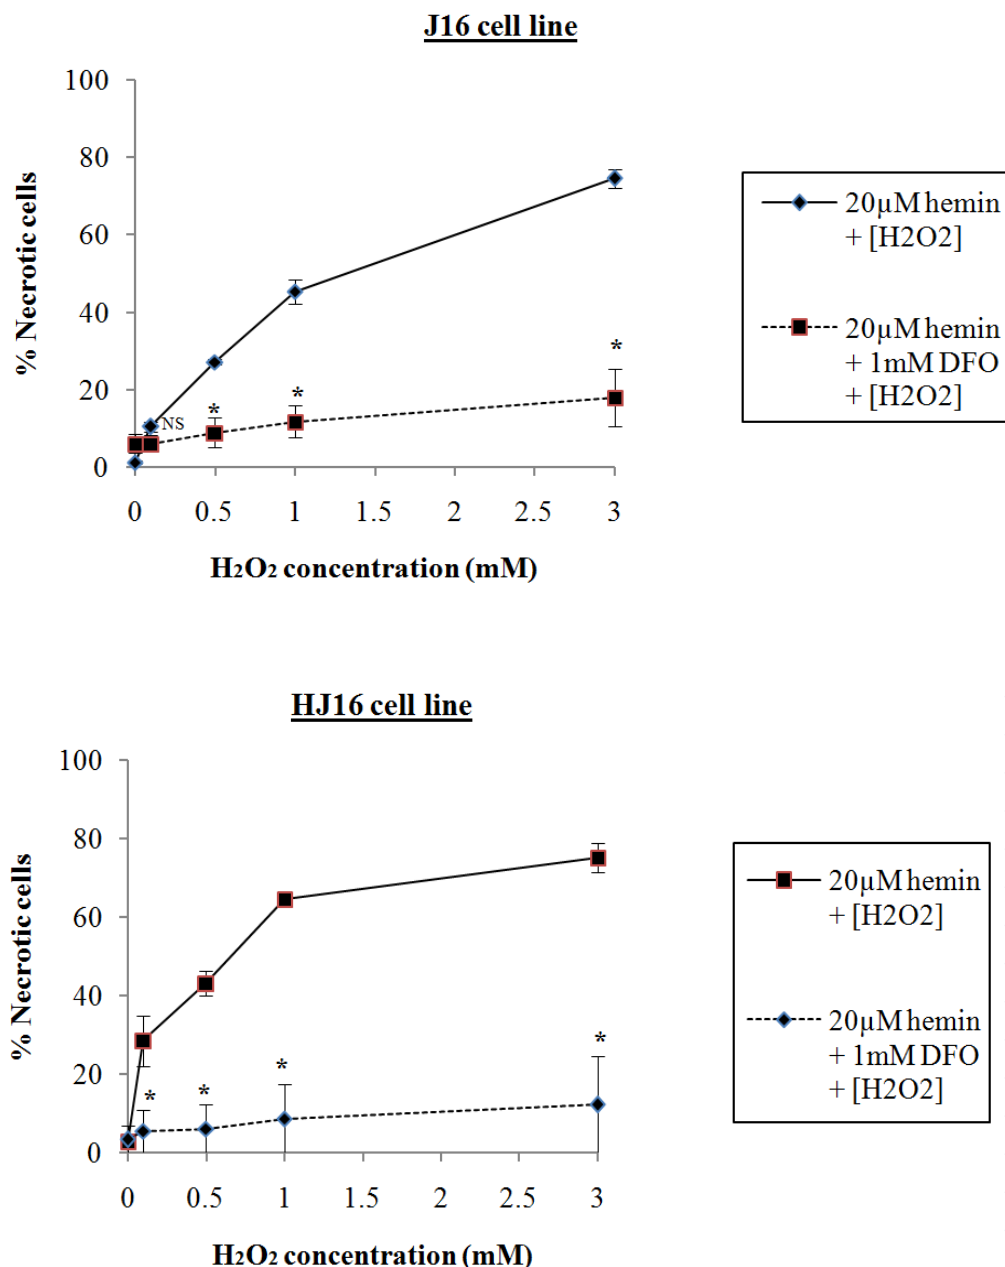 J16 cell line
100
80
60
40
20
0
% Necrotic cells
NS
*
*
*
0 0.5 1 1.5 2 2.5 3
H2O2 concentration (mM)
20µM hemin
+ [H2O2]
20µM hemin
+ 1mM DFO
+ [H2O2]
HJ16 cell line
100
80
60
40
20
0
% Necrotic cells
*
*
*
*
0 0.5 1 1.5 2 2.5 3
H2O2 concentration (mM)
20µM hemin
+ [H2O2]
20µM hemin
+ 1mM DFO
+ [H2O2]